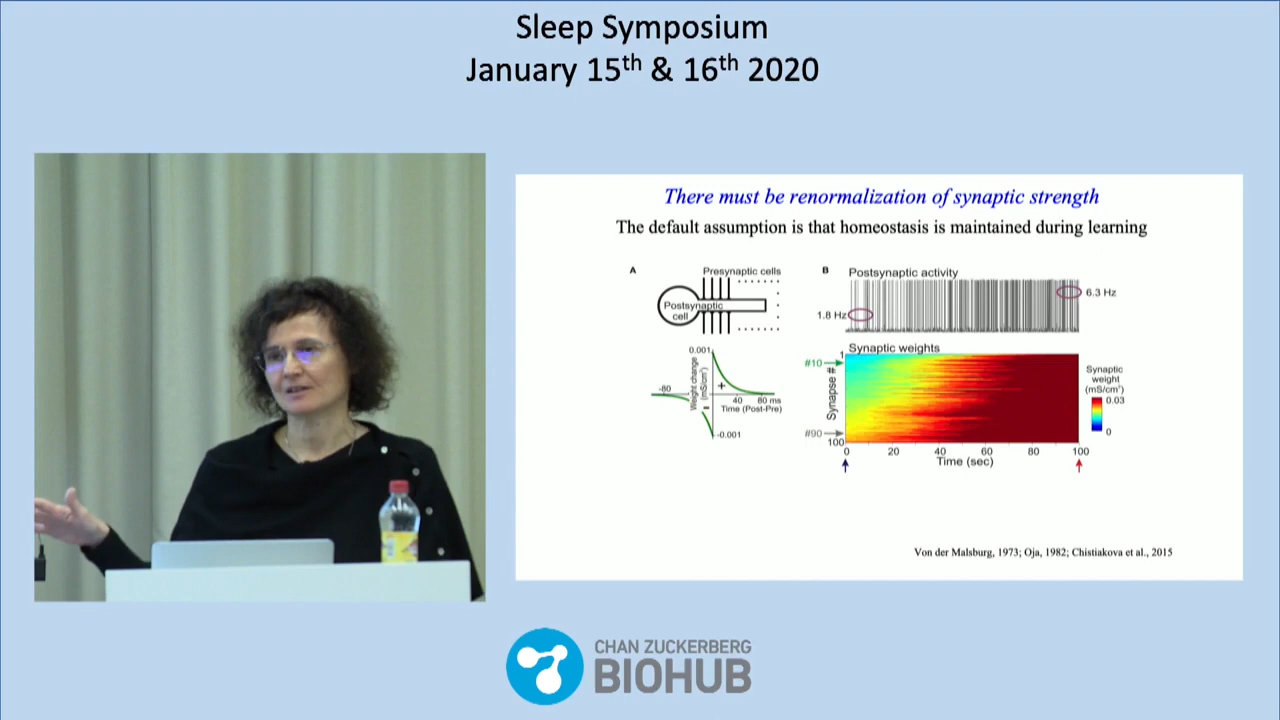 Sleep Symposium
January 15th & 16th 2020
There must be renormalization of synaptic strength
The default assumption is that homeostasis is maintained during learning
A
Presynaptic cells
Postsynaptic
cell
0.001
Weight change
(mS/cm²)
-80
+
40 80 ms
Time (Post-Pre)
-0.001
B
Postsynaptic activity
6.3 Hz
1.8 Hz
Synaptic weights
1
#10
Synapse #
#90
100
0 20 40 60 80 100
Time (sec)
Synaptic
weight
(mS/cm²)
0.03
0
Von der Malsburg, 1973; Oja, 1982; Chistiakova et al., 2015
CHAN ZUCKERBERG
BIOHUB